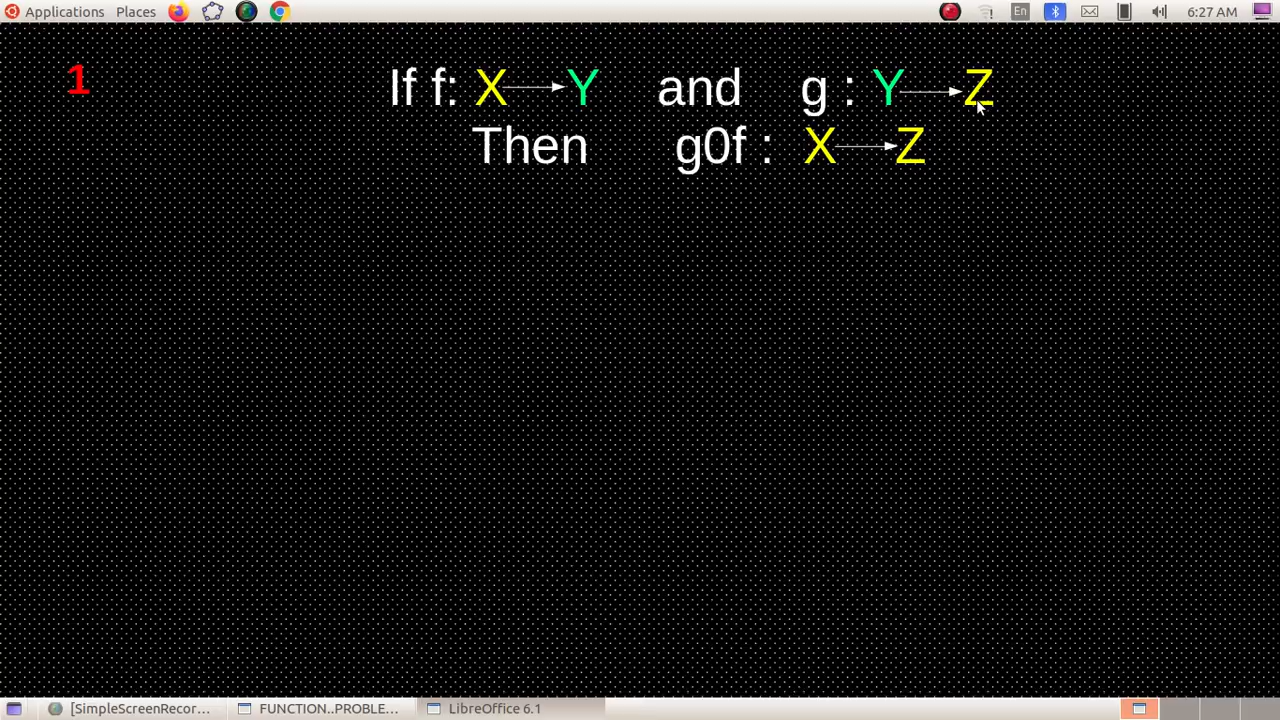 Applications Places En 6:27 AM
1
If f: X→Y and g : Y→Z
Then g0f : X→Z
[SimpleScreenRecor... FUNCTION..PROBLE... LibreOffice 6.1